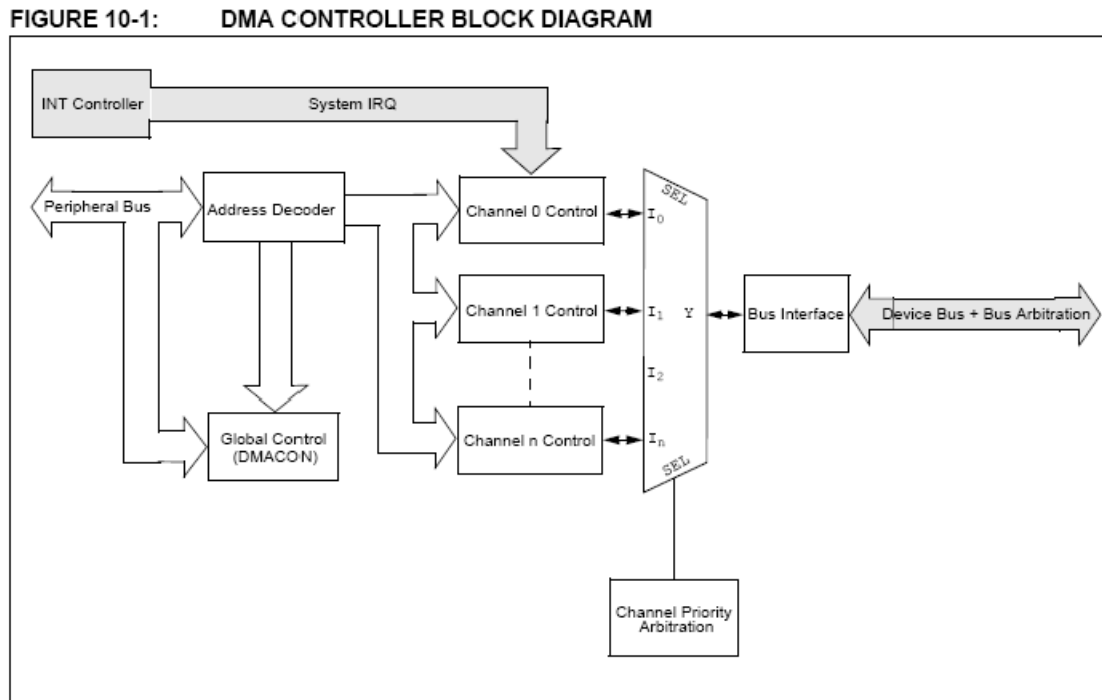 FIGURE 10-1: DMA CONTROLLER BLOCK DIAGRAM
INT Controller
System IRQ
Peripheral Bus
Address Decoder
Channel 0 Control
SEL
I0
Channel 1 Control
I1
Y
Bus Interface
Device Bus + Bus Arbitration
I2
Global Control
(DMACON)
Channel n Control
In
SEL
Channel Priority
Arbitration